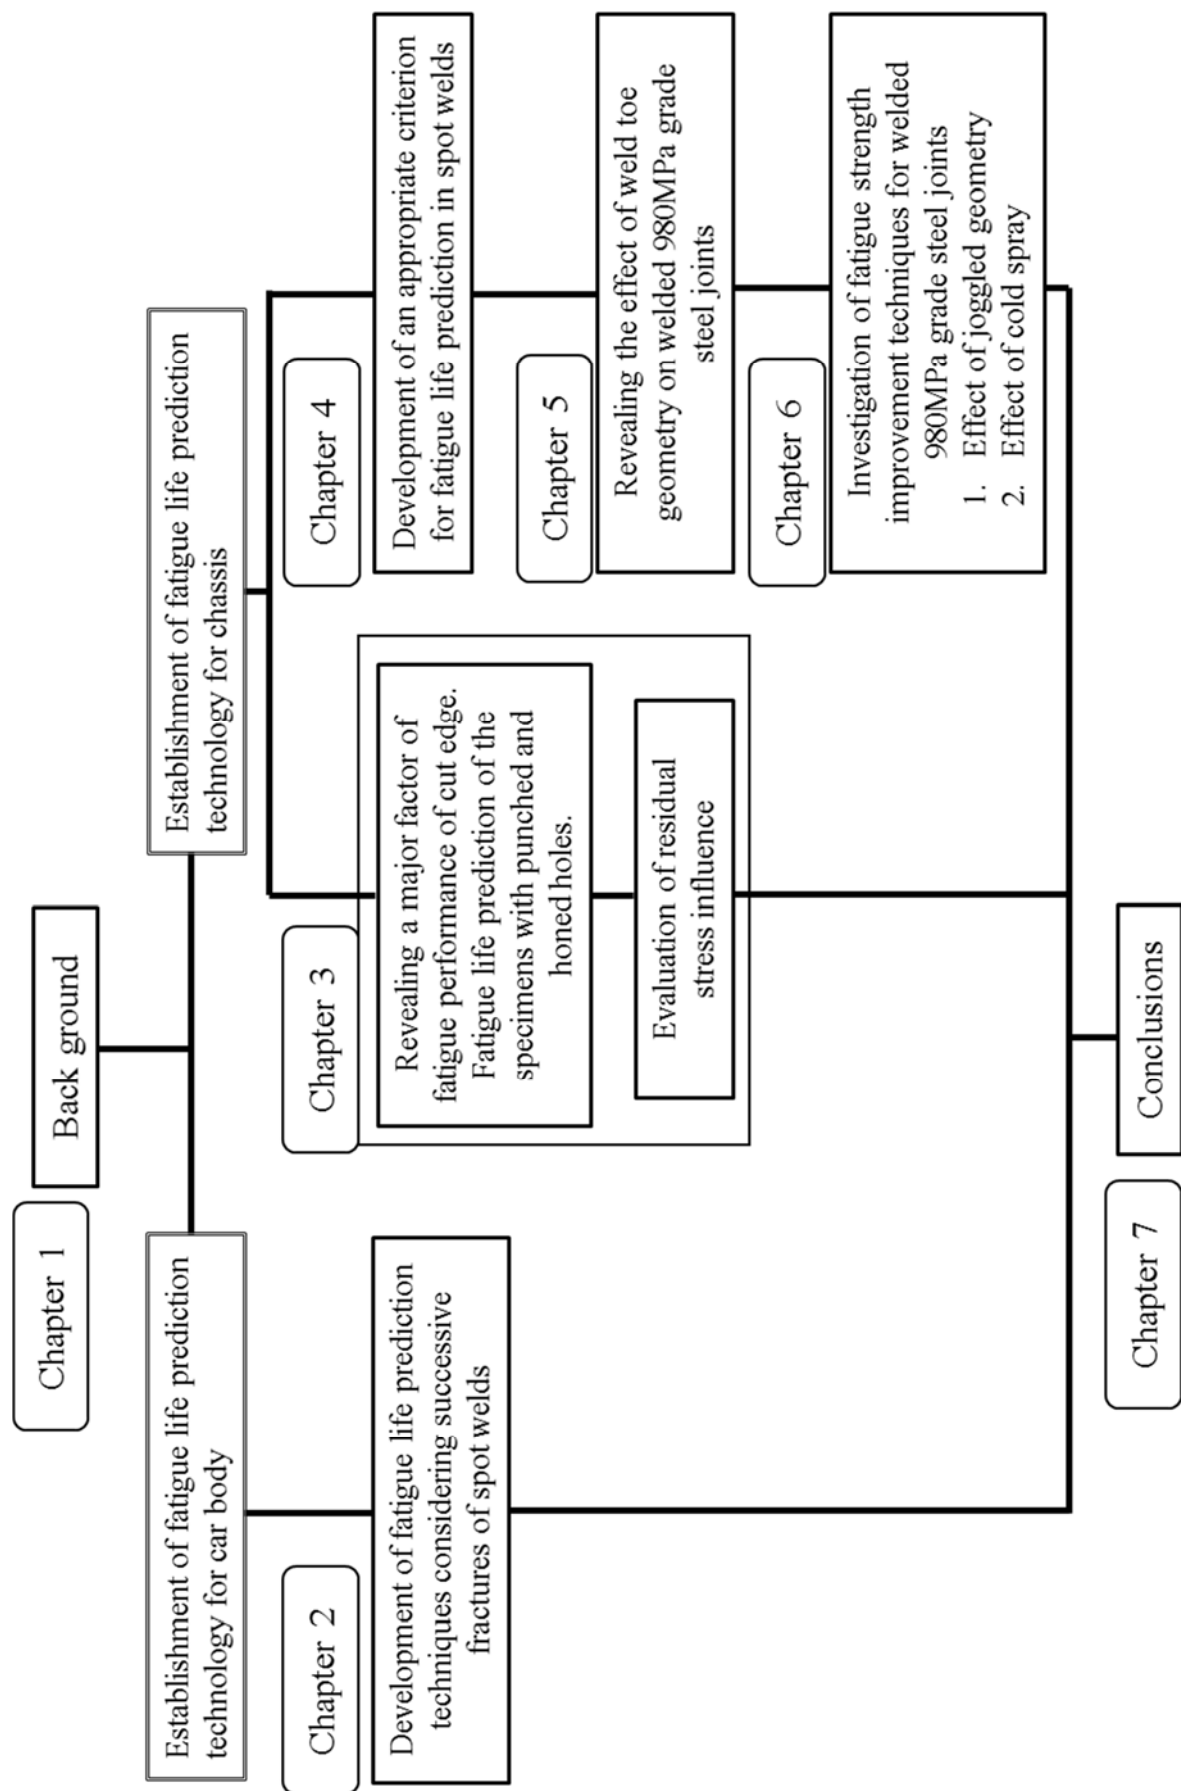 Chapter 1
Back ground
Establishment of fatigue life prediction
technology for car body
Establishment of fatigue life prediction
technology for chassis
Chapter 2
Development of fatigue life prediction
techniques considering successive
fractures of spot welds
Chapter 3
Revealing a major factor of
fatigue performance of cut edge.
Fatigue life prediction of the
specimens with punched and
honed holes.
Evaluation of residual
stress influence
Chapter 4
Development of an appropriate criterion
for fatigue life prediction in spot welds
Chapter 5
Revealing the effect of weld toe
geometry on welded 980MPa grade
steel joints
Chapter 6
Investigation of fatigue strength
improvement techniques for welded
980MPa grade steel joints
1. Effect of joggled geometry
2. Effect of cold spray
Chapter 7
Conclusions